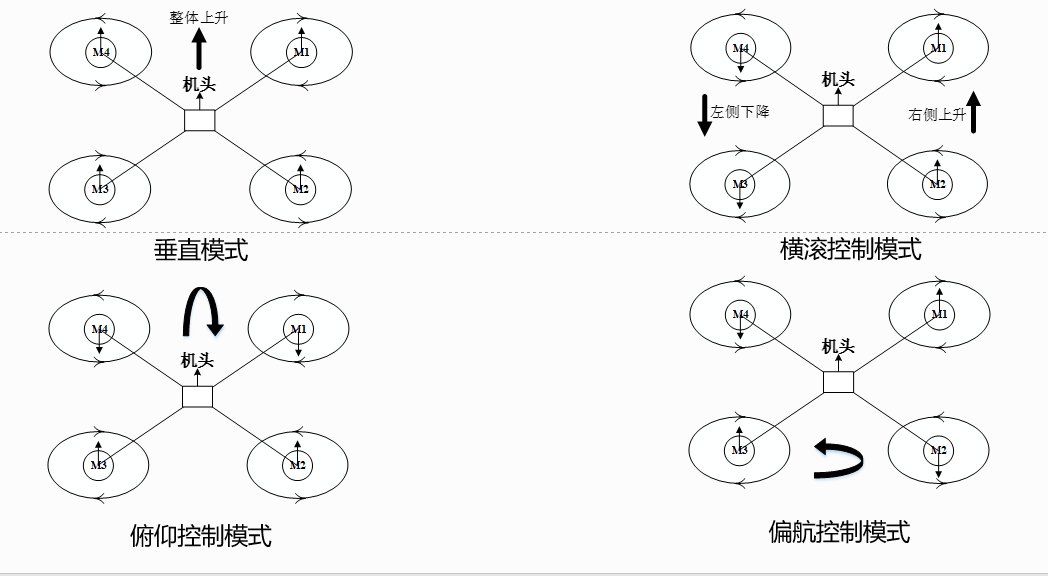 整体上升
M4
M1
机头
M3
M2
垂直模式
M4
M1
机头
左侧下降
右侧上升
M3
M2
横滚控制模式
M4
M1
机头
M3
M2
俯仰控制模式
M4
M1
机头
M3
M2
偏航控制模式